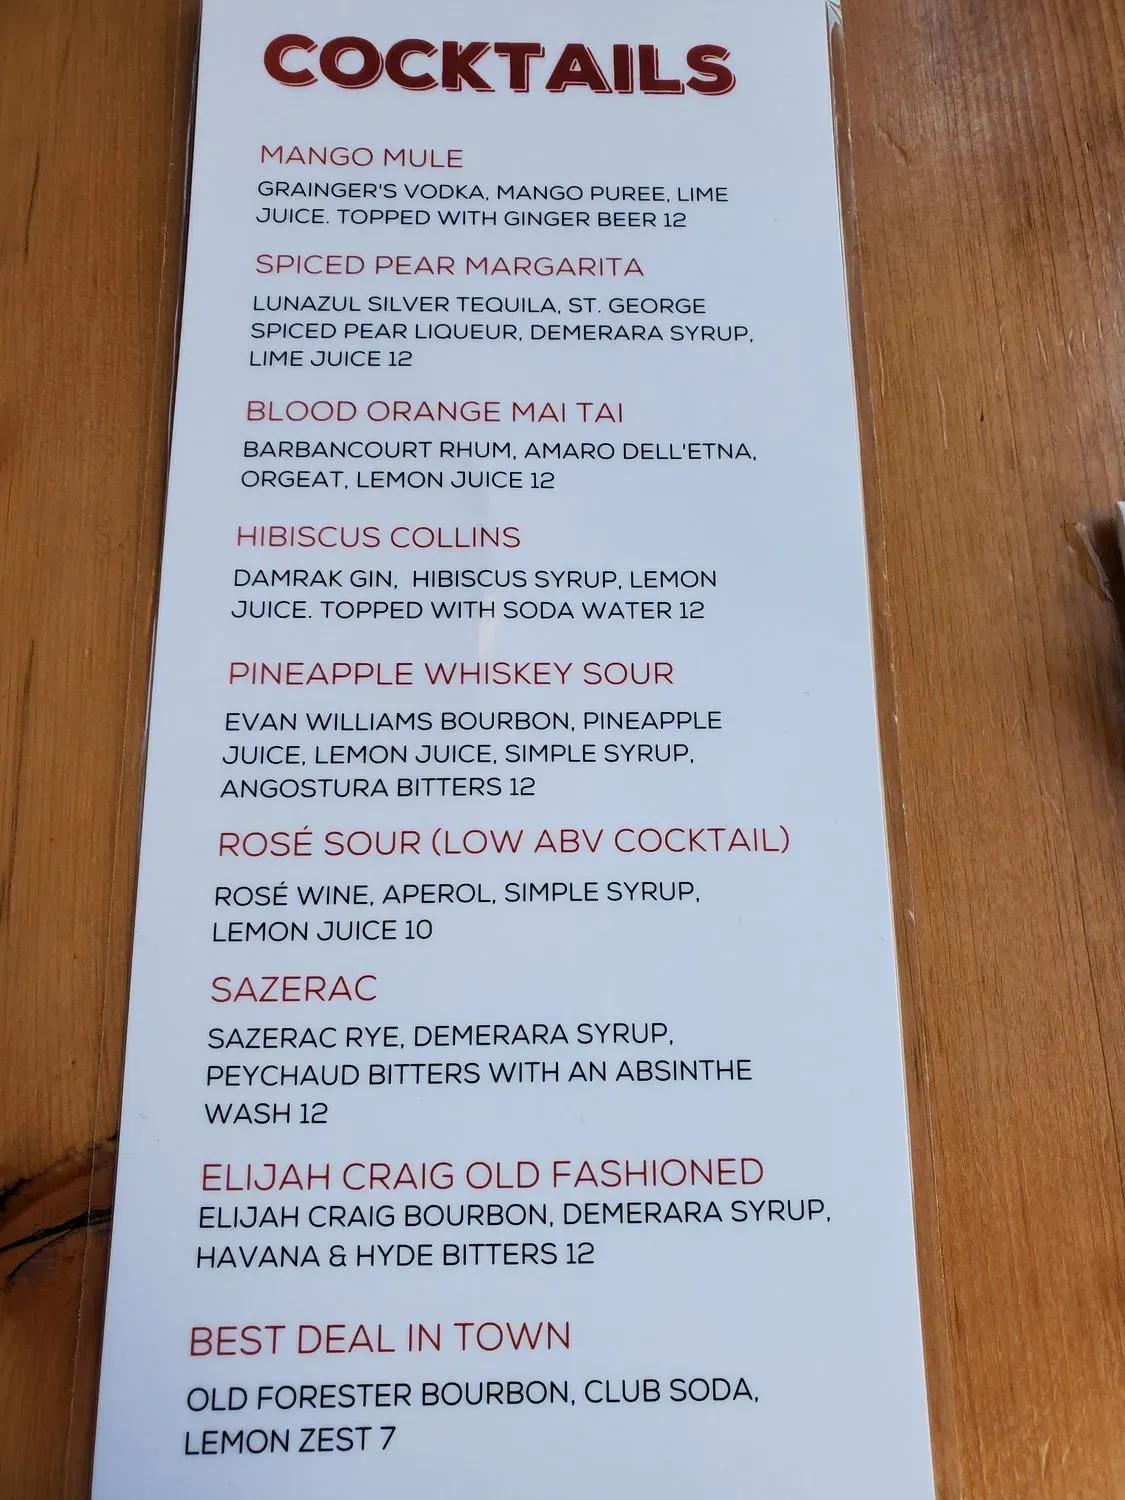 COCKTAILS
MANGO MULE
GRAINGER'S VODKA, MANGO PUREE, LIME
JUICE. TOPPED WITH GINGER BEER 12
SPICED PEAR MARGARITA
LUNAZUL SILVER TEQUILA, ST. GEORGE
SPICED PEAR LIQUEUR, DEMERARA SYRUP,
LIME JUICE 12
BLOOD ORANGE MAI TAI
BARBANCOURT RHUM, AMARO DELL'ETNA,
ORGEAT, LEMON JUICE 12
HIBISCUS COLLINS
DAMRAK GIN, HIBISCUS SYRUP, LEMON
JUICE. TOPPED WITH SODA WATER 12
PINEAPPLE WHISKEY SOUR
EVAN WILLIAMS BOURBON, PINEAPPLE
JUICE, LEMON JUICE, SIMPLE SYRUP,
ANGOSTURA BITTERS 12
ROSÉ SOUR (LOW ABV COCKTAIL)
ROSÉ WINE, APEROL, SIMPLE SYRUP,
LEMON JUICE 10
SAZERAC
SAZERAC RYE, DEMERARA SYRUP,
PEYCHAUD BITTERS WITH AN ABSINTHE
WASH 12
ELIJAH CRAIG OLD FASHIONED
ELIJAH CRAIG BOURBON, DEMERARA SYRUP,
HAVANA & HYDE BITTERS 12
BEST DEAL IN TOWN
OLD FORESTER BOURBON, CLUB SODA,
LEMON ZEST 7